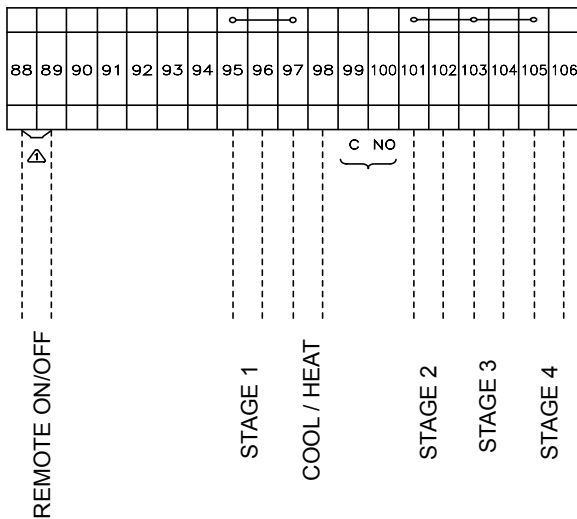 88 89 90 91 92 93 94 95 96 97 98 99 100 101 102 103 104 105 106
1
C NO
REMOTE ON/OFF
STAGE 1
COOL / HEAT
STAGE 2
STAGE 3
STAGE 4